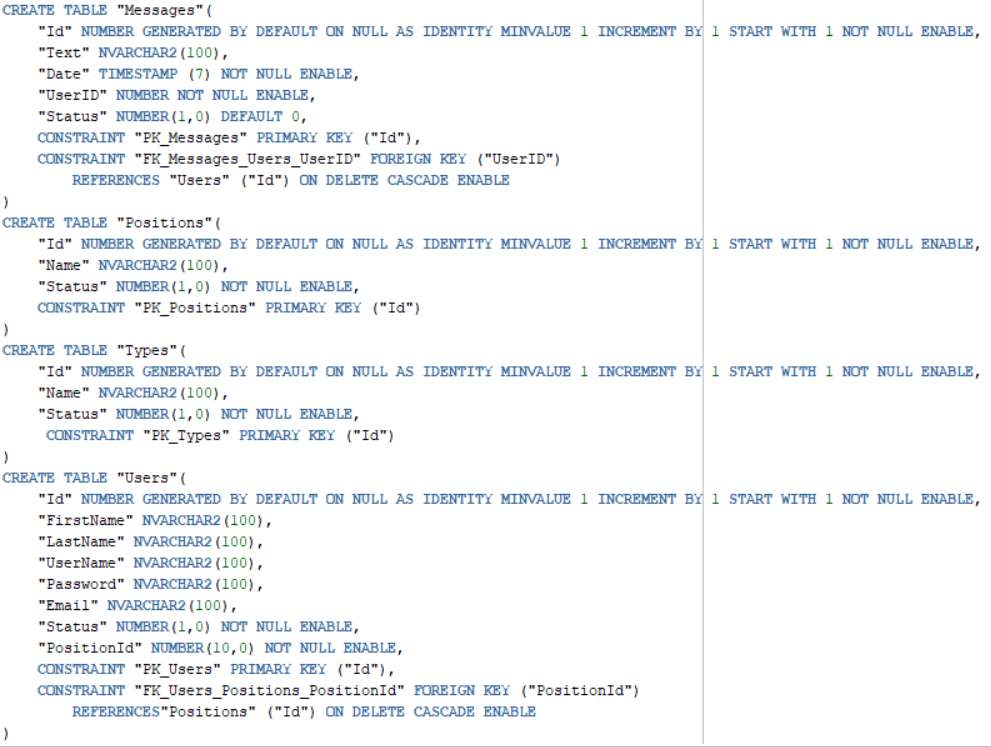 CREATE TABLE "Messages"(
"Id" NUMBER GENERATED BY DEFAULT ON NULL AS IDENTITY MINVALUE 1 INCREMENT BY 1 START WITH 1 NOT NULL ENABLE,
"Text" NVARCHAR2(100),
"Date" TIMESTAMP (7) NOT NULL ENABLE,
"UserID" NUMBER NOT NULL ENABLE,
"Status" NUMBER(1,0) DEFAULT 0,
CONSTRAINT "PK_Messages" PRIMARY KEY ("Id"),
CONSTRAINT "FK_Messages_Users_UserID" FOREIGN KEY ("UserID")
REFERENCES "Users" ("Id") ON DELETE CASCADE ENABLE
)
CREATE TABLE "Positions"(
"Id" NUMBER GENERATED BY DEFAULT ON NULL AS IDENTITY MINVALUE 1 INCREMENT BY 1 START WITH 1 NOT NULL ENABLE,
"Name" NVARCHAR2(100),
"Status" NUMBER(1,0) NOT NULL ENABLE,
CONSTRAINT "PK_Positions" PRIMARY KEY ("Id")
)
CREATE TABLE "Types"(
"Id" NUMBER GENERATED BY DEFAULT ON NULL AS IDENTITY MINVALUE 1 INCREMENT BY 1 START WITH 1 NOT NULL ENABLE,
"Name" NVARCHAR2(100),
"Status" NUMBER(1,0) NOT NULL ENABLE,
CONSTRAINT "PK_Types" PRIMARY KEY ("Id")
)
CREATE TABLE "Users"(
"Id" NUMBER GENERATED BY DEFAULT ON NULL AS IDENTITY MINVALUE 1 INCREMENT BY 1 START WITH 1 NOT NULL ENABLE,
"FirstName" NVARCHAR2(100),
"LastName" NVARCHAR2(100),
"UserName" NVARCHAR2(100),
"Password" NVARCHAR2(100),
"Email" NVARCHAR2(100),
"Status" NUMBER(1,0) NOT NULL ENABLE,
"PositionId" NUMBER(10,0) NOT NULL ENABLE,
CONSTRAINT "PK_Users" PRIMARY KEY ("Id"),
CONSTRAINT "FK_Users_Positions_PositionId" FOREIGN KEY ("PositionId")
REFERENCES"Positions" ("Id") ON DELETE CASCADE ENABLE
)